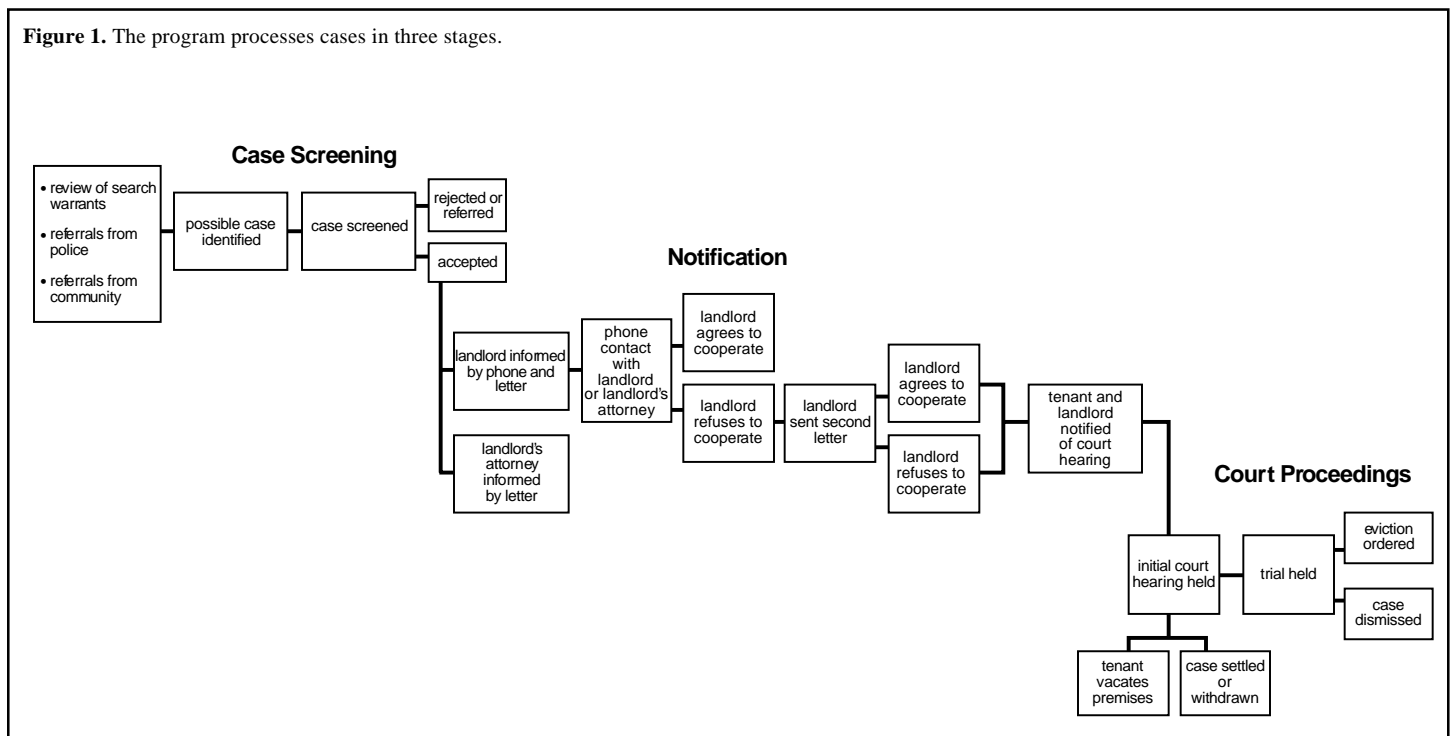 Figure 1. The program processes cases in three stages.
Case Screening
• review of search
warrants
• referrals from
police
• referrals from
community
possible case
identified
case screened
rejected or
referred
accepted
Notification
landlord informed
by phone and
letter
landlord's
attorney
informed
by letter
phone
contact
with
landlord
or landlord's
attorney
landlord
agrees to
cooperate
landlord
refuses to
cooperate
landlord
sent second
letter
landlord
agrees to
cooperate
landlord
refuses to
cooperate
tenant and
landlord
notified
of court
hearing
Court Proceedings
initial court
hearing held
trial held
eviction
ordered
case
dismissed
tenant
vacates
premises
case settled
or
withdrawn